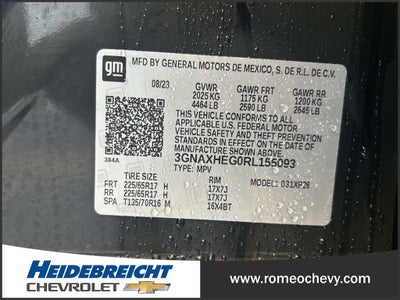 gm
MFD BY GENERAL MOTORS DE MEXICO, S. DE R.L. DE C.V.
08/23 GVWR GAWR FRT GAWR RR
2025 KG 1175 KG 1200 KG
4464 LB 2590 LB 2645 LB
THIS VEHICLE CONFORMS TO ALL APPLICABLE
U.S. FEDERAL MOTOR VEHICLE SAFETY, BUMPER, AND
THEFT PREVENTION STANDARDS IN EFFECT ON THE
DATE OF MANUFACTURE SHOWN ABOVE.
3GNAXHEG0RL155093
384A TYPE: MPV
TIRE SIZE RIM MODEL: 031XP26
FRT 225/65R17 H 17X7J
RR 225/65R17 H 17X7J
SPA T135/70R16 M 16X4BT
HEIDEBREICHT
CHEVROLET
www.romeochevy.com